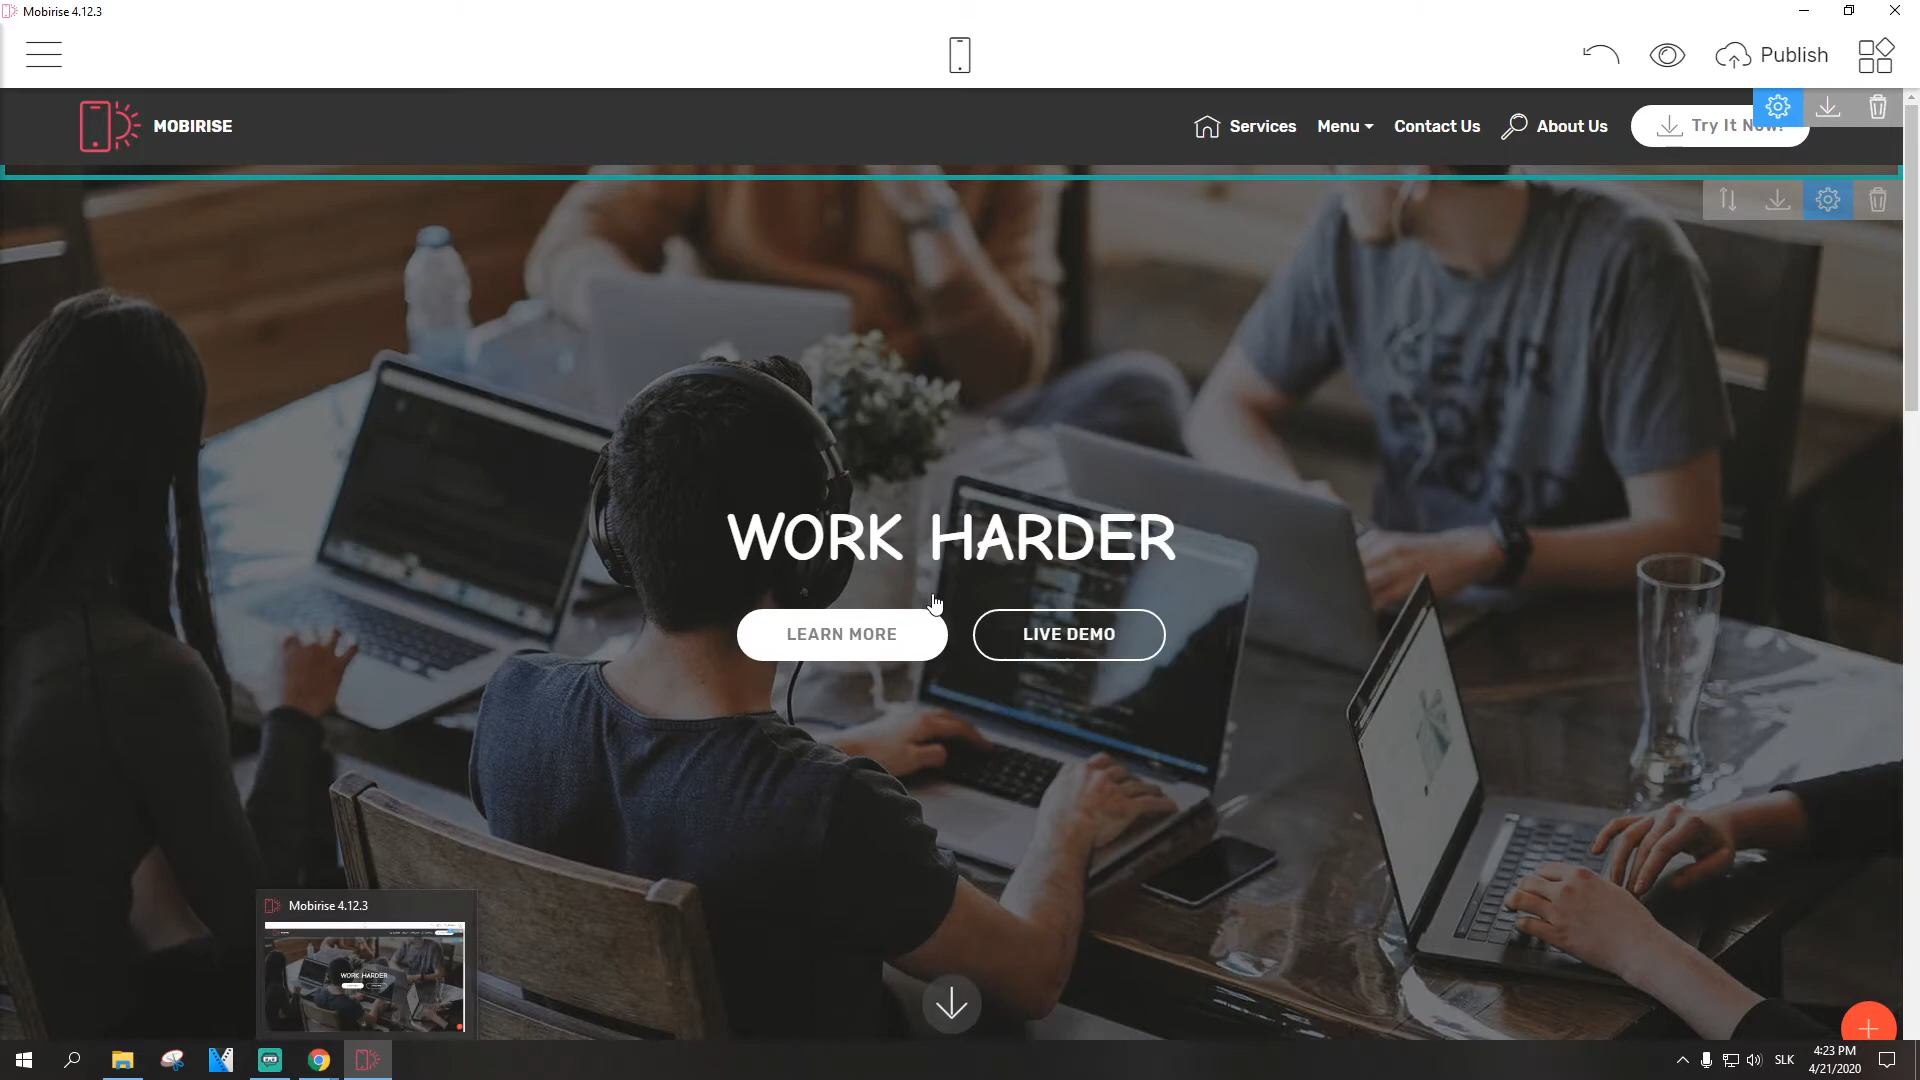 Mobirise 4.12.3
Publish
MOBIRISE
Services
Menu
Contact Us
About Us
Try It Now!
WORK HARDER
LEARN MORE
LIVE DEMO
Mobirise 4.12.3
WORK HARDER
SLK
4:23 PM
4/21/2020